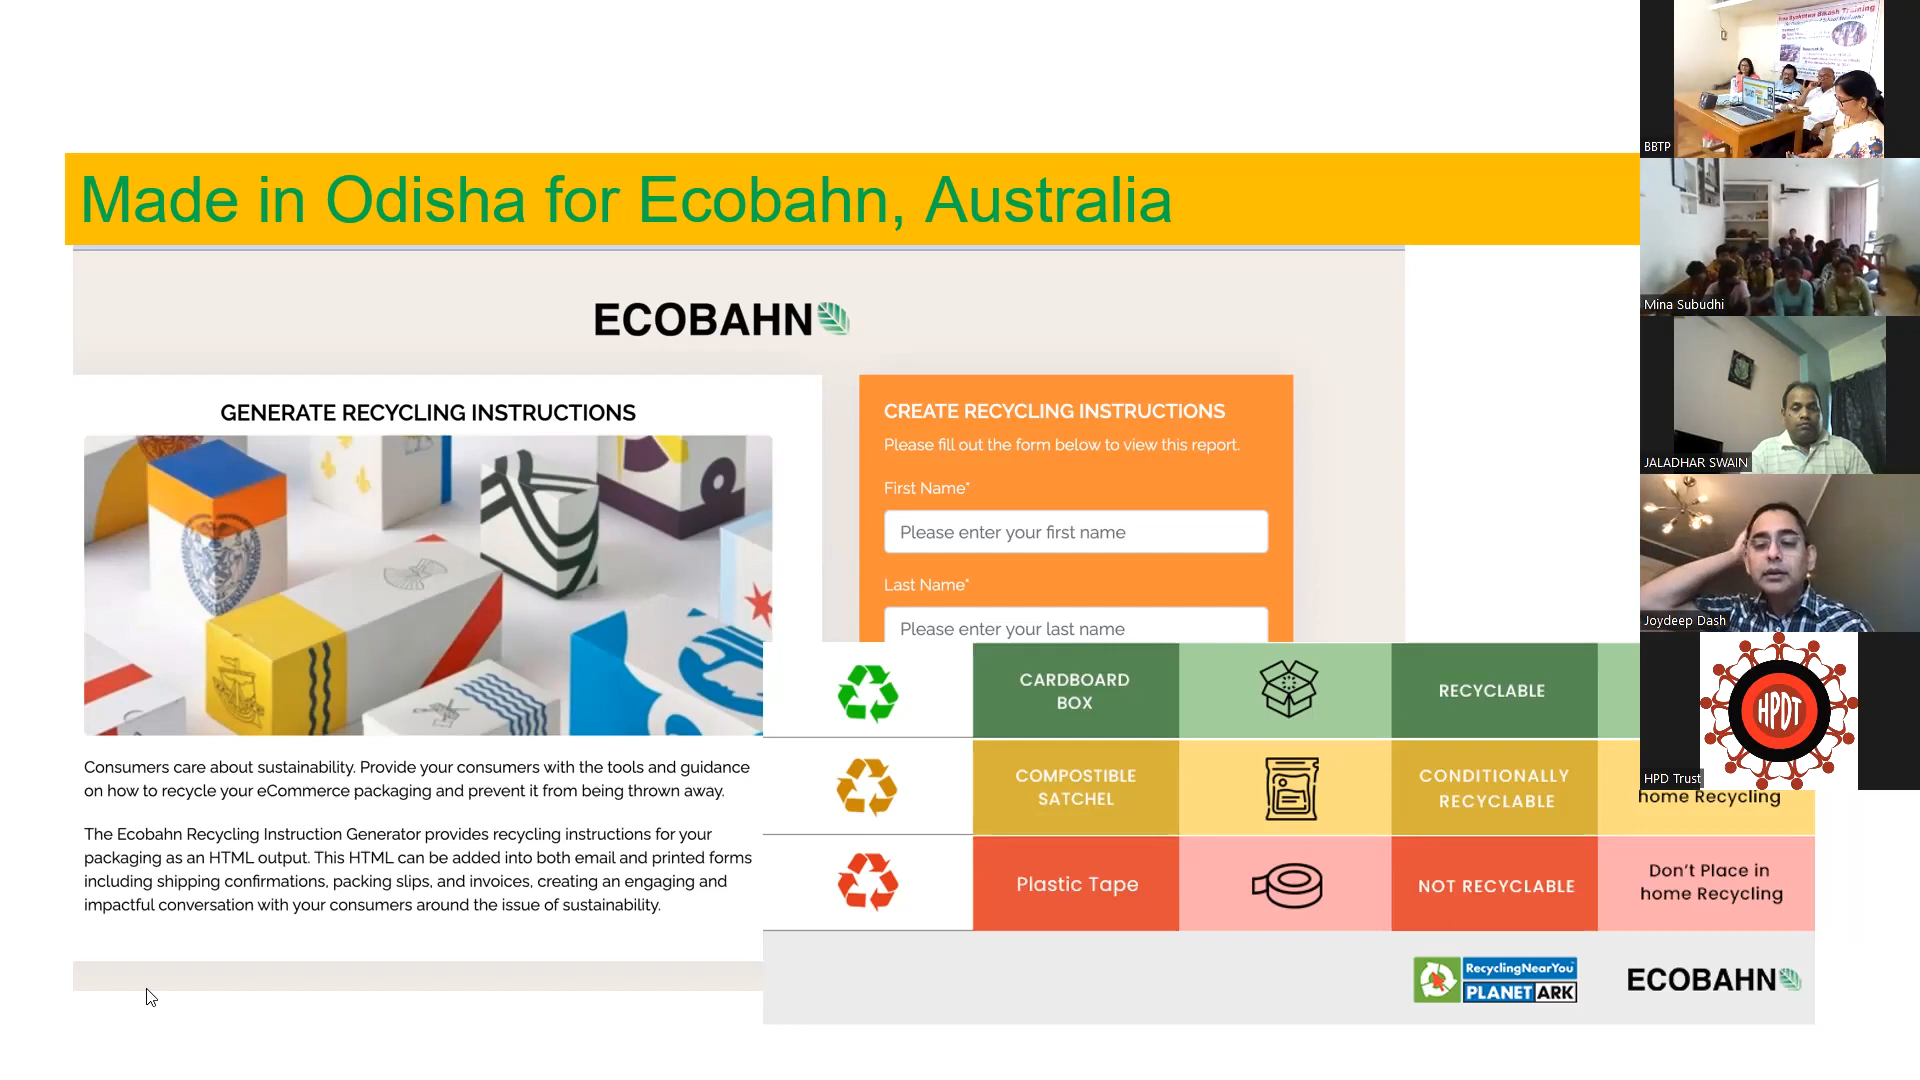 Made in Odisha for Ecobahn, Australia
ECOBAHN
GENERATE RECYCLING INSTRUCTIONS
Consumers care about sustainability. Provide your consumers with the tools and guidance
on how to recycle your eCommerce packaging and prevent it from being thrown away.
The Ecobahn Recycling Instruction Generator provides recycling instructions for your
packaging as an HTML output. This HTML can be added into both email and printed forms
including shipping confirmations, packing slips, and invoices, creating an engaging and
impactful conversation with your consumers around the issue of sustainability.
CREATE RECYCLING INSTRUCTIONS
Please fill out the form below to view this report.
First Name*
Please enter your first name
Last Name*
Please enter your last name
CARDBOARD
BOX
RECYCLABLE
COMPOSTIBLE
SATCHEL
CONDITIONALLY
RECYCLABLE
home Recycling
Plastic Tape
NOT RECYCLABLE
Don't Place in
home Recycling
RecyclingNearYou
PLANET ARK
ECOBAHN
Free Byaktitwa Bikash Training
BBTP
Mina Subudhi
JALADHAR SWAIN
Joydeep Dash
HPDT
HPD Trust